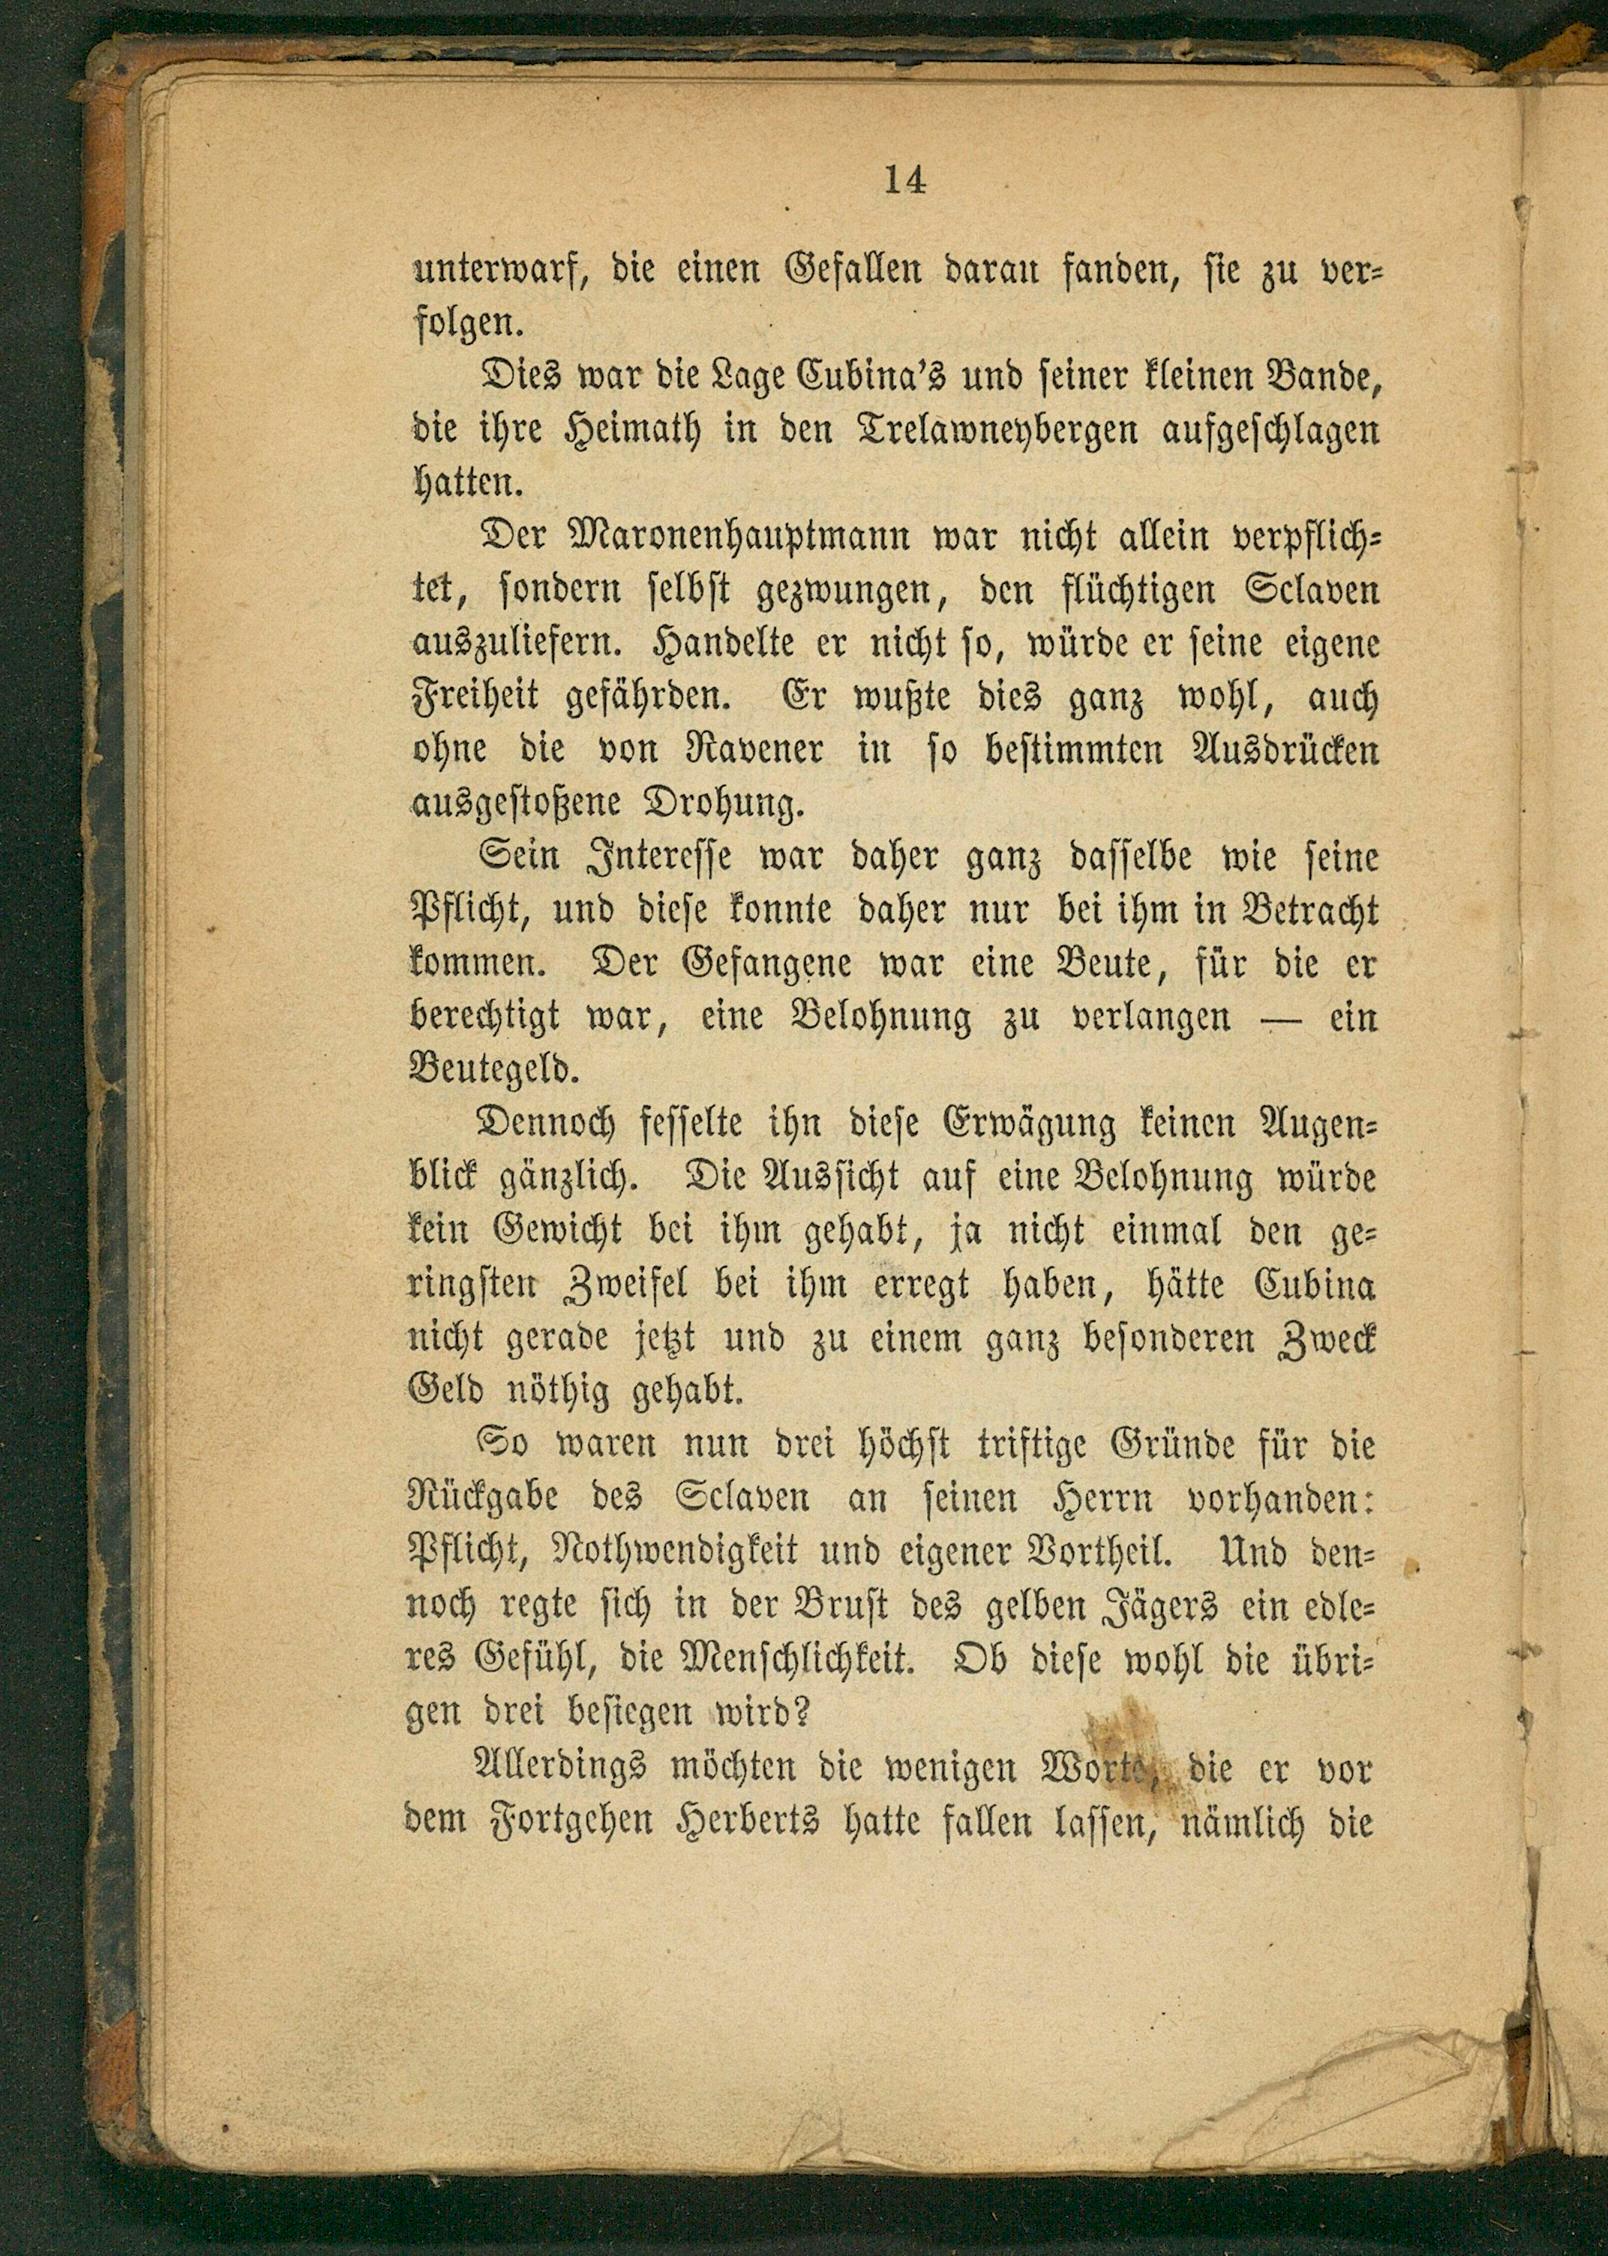 14
unterwarf, die einen Gefallen daran fanden, sie zu ver=
folgen.
Dies war die Lage Cubina's und seiner kleinen Bande,
die ihre Heimath in den Trelawneybergen aufgeschlagen
hatten.
Der Maronenhauptmann war nicht allein verpflich=
tet, sondern selbst gezwungen, den flüchtigen Sclaven
auszuliefern. Handelte er nicht so, würde er seine eigene
Freiheit gefährden. Er wußte dies ganz wohl, auch
ohne die von Ravener in so bestimmten Ausdrücken
ausgestoßene Drohung.
Sein Interesse war daher ganz dasselbe wie seine
Pflicht, und diese konnte daher nur bei ihm in Betracht
kommen. Der Gefangene war eine Beute, für die er
berechtigt war, eine Belohnung zu verlangen — ein
Beutegeld.
Dennoch fesselte ihn diese Erwägung keinen Augen=
blick gänzlich. Die Aussicht auf eine Belohnung würde
kein Gewicht bei ihm gehabt, ja nicht einmal den ge=
ringsten Zweifel bei ihm erregt haben, hätte Cubina
nicht gerade jetzt und zu einem ganz besonderen Zweck
Geld nöthig gehabt.
So waren nun drei höchst triftige Gründe für die
Rückgabe des Sclaven an seinen Herrn vorhanden:
Pflicht, Nothwendigkeit und eigener Vortheil. Und den=
noch regte sich in der Brust des gelben Jägers ein edle=
res Gefühl, die Menschlichkeit. Ob diese wohl die übri=
gen drei besiegen wird?
Allerdings möchten die wenigen Worte, die er vor
dem Fortgehen Herberts hatte fallen lassen, nämlich die